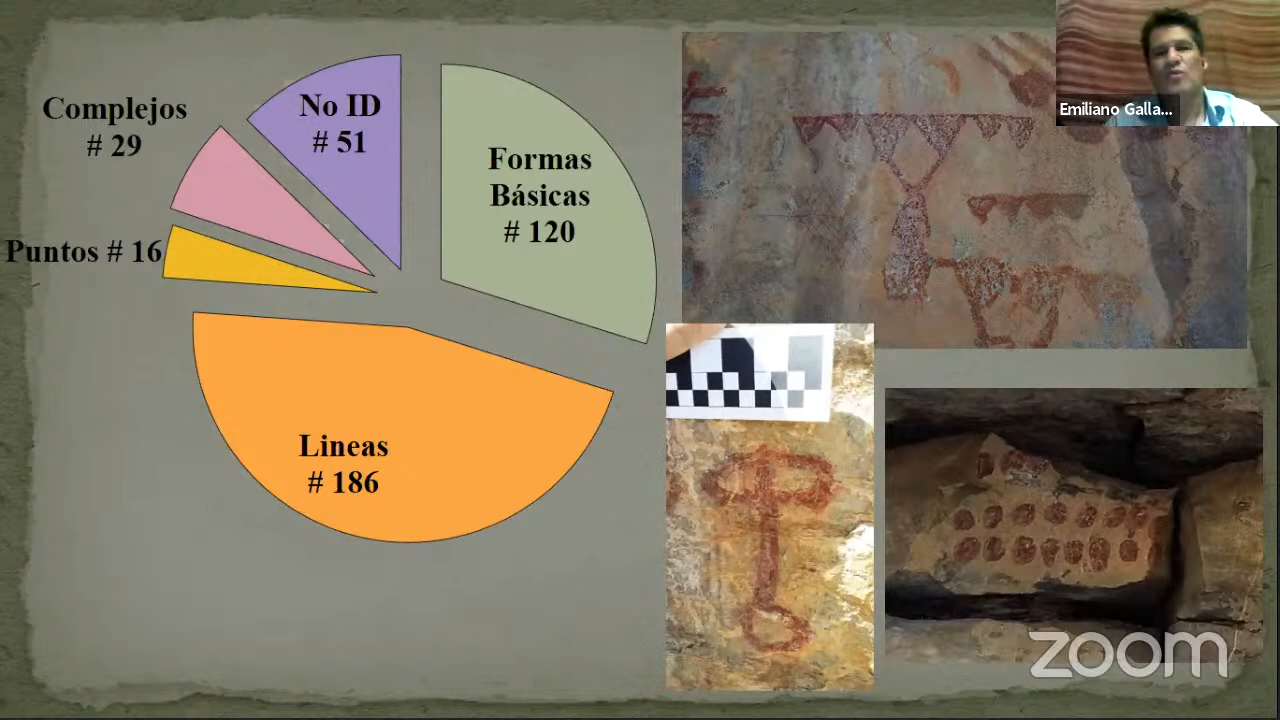 Complejos
# 29
No ID
# 51
Formas
Básicas
# 120
Puntos # 16
Lineas
# 186
Emiliano Galla...
zoom